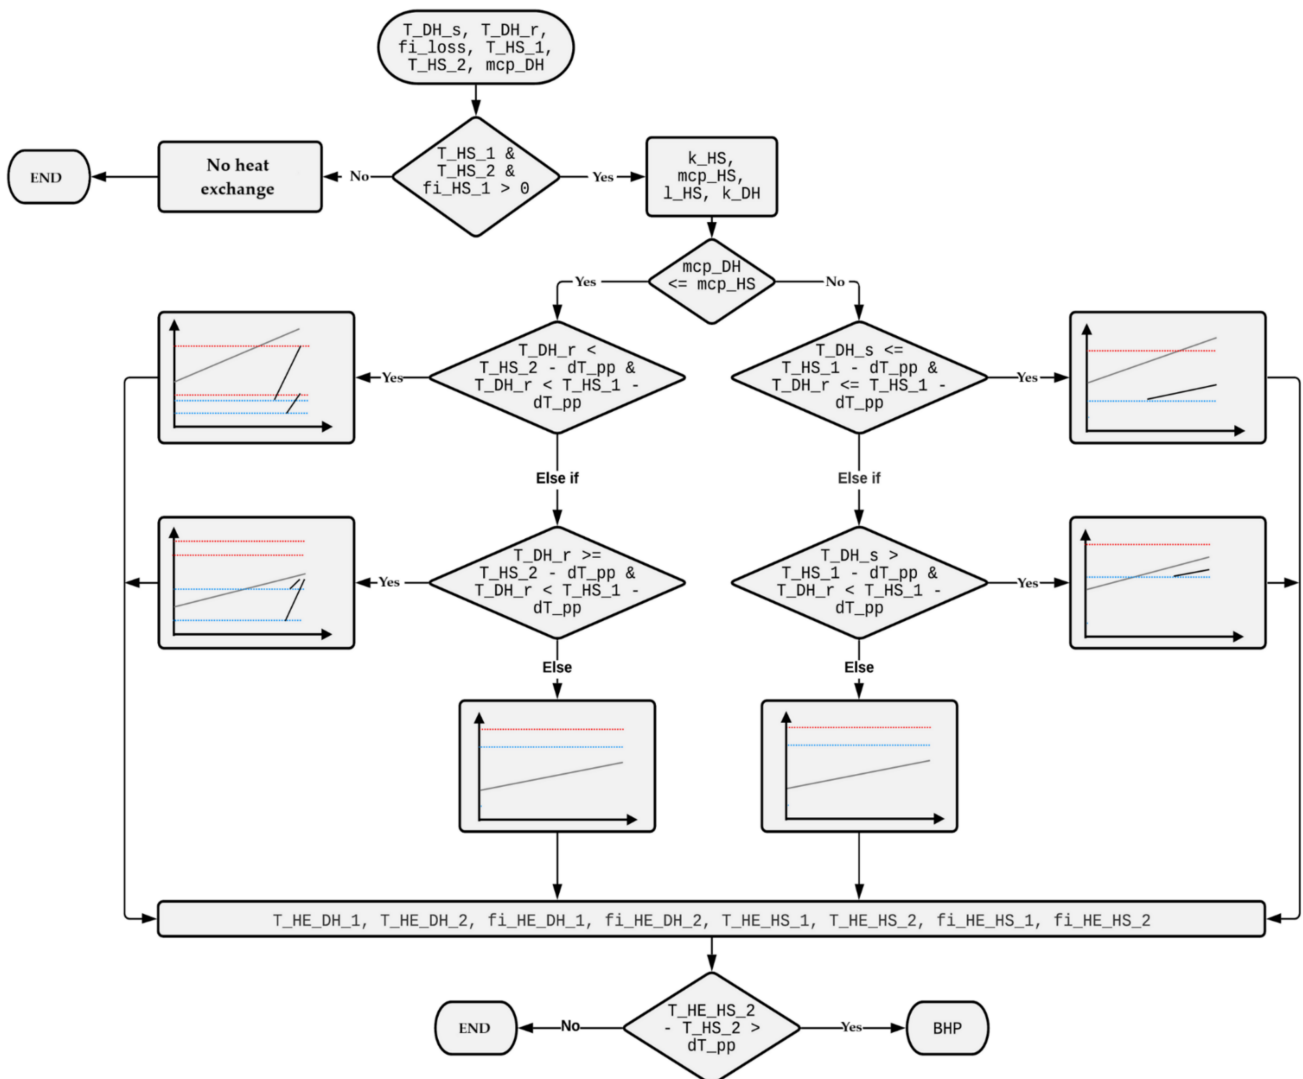 T_DH_s, T_DH_r,
fi_loss, T_HS_1,
T_HS_2, mcp_DH
END
No heat
exchange
No
T_HS_1 &
T_HS_2 &
fi_HS_1 > 0
Yes
k_HS,
mcp_HS,
l_HS, k_DH
mcp_DH
<= mcp_HS
Yes
No
Yes
T_DH_r <
T_HS_2 - dT_pp &
T_DH_r < T_HS_1 -
dT_pp
T_DH_s <=
T_HS_1 - dT_pp &
T_DH_r <= T_HS_1 -
dT_pp
Yes
Else if
Else if
Yes
T_DH_r >=
T_HS_2 - dT_pp &
T_DH_r < T_HS_1 -
dT_pp
T_DH_s >
T_HS_1 - dT_pp &
T_DH_r < T_HS_1 -
dT_pp
Yes
Else
Else
T_HE_DH_1, T_HE_DH_2, fi_HE_DH_1, fi_HE_DH_2, T_HE_HS_1, T_HE_HS_2, fi_HE_HS_1, fi_HE_HS_2
END
No
T_HE_HS_2
- T_HS_2 >
dT_pp
Yes
BHP